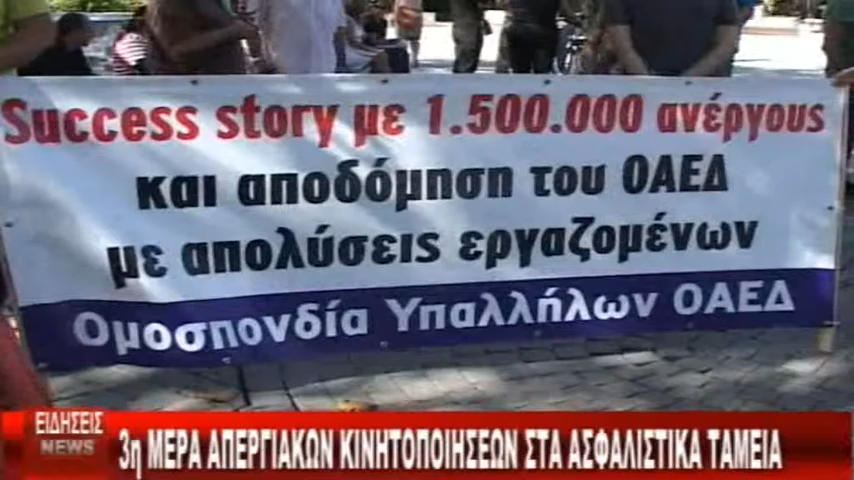 Success story με 1.500.000 ανέργους
και αποδόμηση του ΟΑΕΔ
με απολύσεις εργαζομένων
Ομοσπονδία Υπαλλήλων ΟΑΕΔ
ΕΙΔΗΣΕΙΣ
NEWS
3η ΜΕΡΑ ΑΠΕΡΓΙΑΚΩΝ ΚΙΝΗΤΟΠΟΙΗΣΕΩΝ ΣΤΑ ΑΣΦΑΛΙΣΤΙΚΑ ΤΑΜΕΙΑ